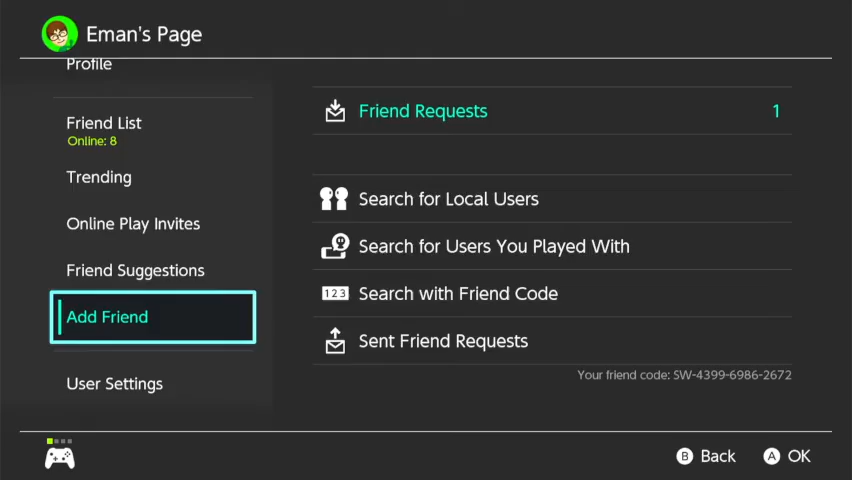 Eman's Page
Profile
Friend List
Online: 8
Trending
Online Play Invites
Friend Suggestions
Add Friend
User Settings
Friend Requests 1
Search for Local Users
Search for Users You Played With
123 Search with Friend Code
Sent Friend Requests
Your friend code: SW-4399-6986-2672
B Back A OK